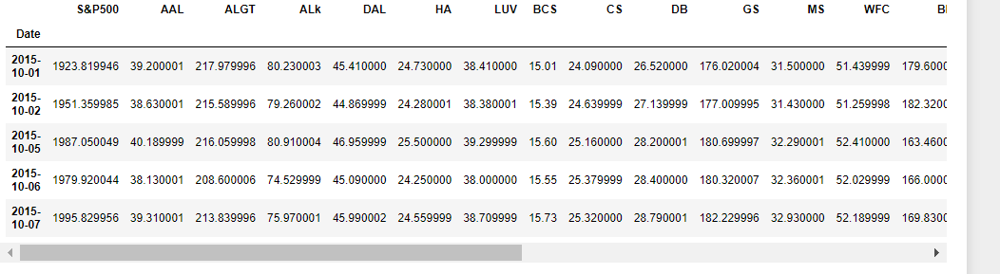 S&P500 AAL ALGT ALk DAL HA LUV BCS CS DB GS MS WFC
Date
2015-10-01 1923.819946 39.200001 217.979996 80.230003 45.410000 24.730000 38.410000 15.01 24.090000 26.520000 176.020004 31.500000 51.439999 179.6000
2015-10-02 1951.359985 38.630001 215.589996 79.260002 44.869999 24.280001 38.380001 15.39 24.639999 27.139999 177.009995 31.430000 51.259998 182.3200
2015-10-05 1987.050049 40.189999 216.059998 80.910004 46.959999 25.500000 39.299999 15.60 25.160000 28.200001 180.699997 32.290001 52.410000 163.4600
2015-10-06 1979.920044 38.130001 208.600006 74.529999 45.090000 24.250000 38.000000 15.55 25.379999 28.400000 180.320007 32.360001 52.029999 166.0000
2015-10-07 1995.829956 39.310001 213.839996 75.970001 45.990002 24.559999 38.709999 15.73 25.320000 28.790001 182.229996 32.930000 52.189999 169.8300